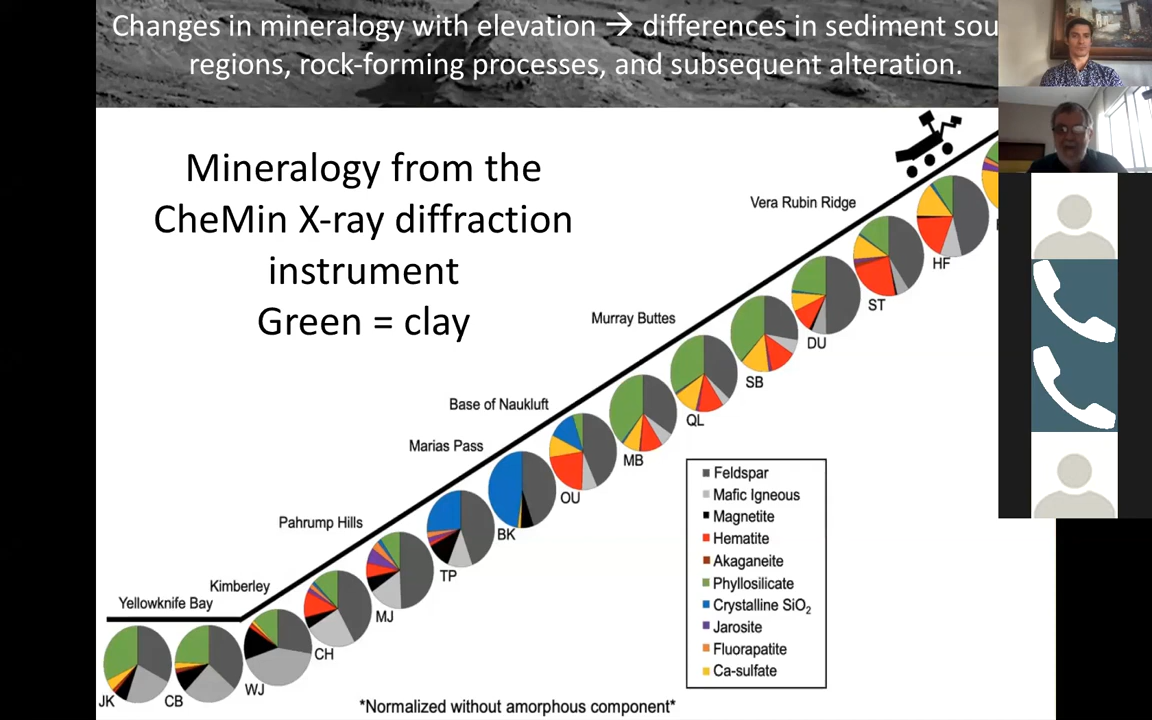 Changes in mineralogy with elevation → differences in sediment sou
regions, rock-forming processes, and subsequent alteration.
Mineralogy from the
CheMin X-ray diffraction
instrument
Green = clay
Vera Rubin Ridge
HF
ST
Murray Buttes
DU
SB
Base of Naukluft
QL
Marias Pass
MB
OU
Pahrump Hills
BK
TP
Kimberley
Yellowknife Bay
MJ
CH
WJ
JK
CB
Feldspar
Mafic Igneous
Magnetite
Hematite
Akaganeite
Phyllosilicate
Crystalline SiO₂
Jarosite
Fluorapatite
Ca-sulfate
*Normalized without amorphous component*